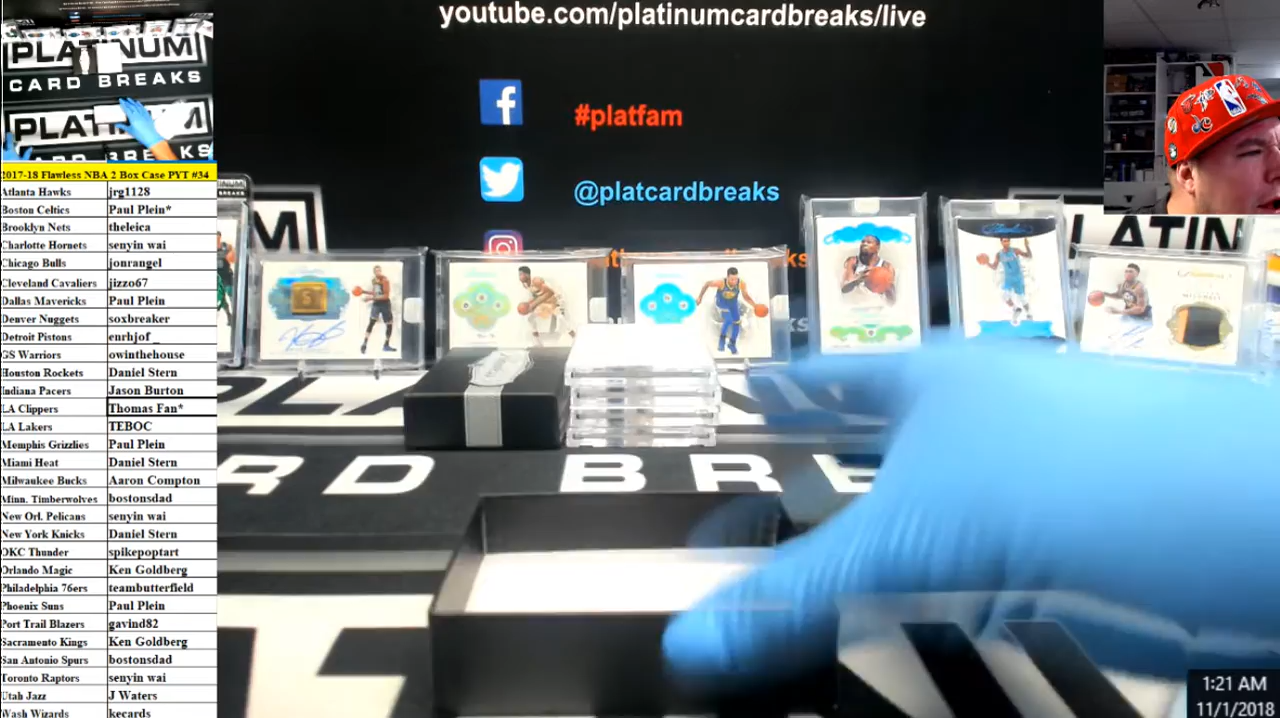 youtube.com/platinumcardbreaks/live
#platfam
@platcardbreaks
PLATINUM
CARD BREAKS
2017-18 Flawless NBA 2 Box Case PYT #34
Atlanta Hawks jrg1128
Boston Celtics Paul Plein*
Brooklyn Nets theleica
Charlotte Hornets senyin wai
Chicago Bulls jonrangel
Cleveland Cavaliers jizzo67
Dallas Mavericks Paul Plein
Denver Nuggets soxbreaker
Detroit Pistons enrhjof_
GS Warriors owinthehouse
Houston Rockets Daniel Stern
Indiana Pacers Jason Burton
LA Clippers Thomas Fan*
LA Lakers TEBOC
Memphis Grizzlies Paul Plein
Miami Heat Daniel Stern
Milwaukee Bucks Aaron Compton
Minn. Timberwolves bostonsdad
New Orl. Pelicans senyin wai
New York Knicks Daniel Stern
OKC Thunder spikepoptart
Orlando Magic Ken Goldberg
Philadelphia 76ers teambutterfield
Phoenix Suns Paul Plein
Port Trail Blazers gavind82
Sacramento Kings Ken Goldberg
San Antonio Spurs bostonsdad
Toronto Raptors senyin wai
Utah Jazz J Waters
Wash Wizards kecards
PLATIN
RD BRE
1:21 AM
11/1/2018